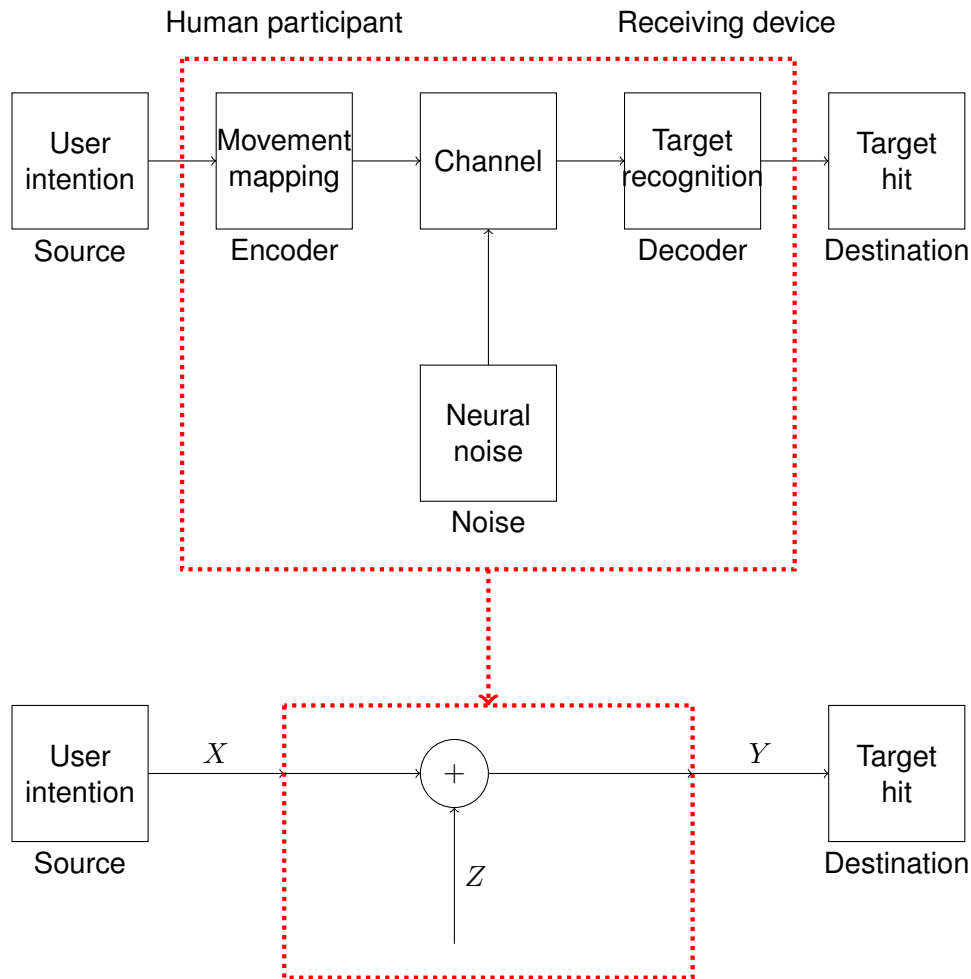 Human participant
Receiving device
User
intention
Source
Movement
mapping
Encoder
Channel
Target
recognition
Decoder
Target
hit
Destination
Neural
noise
Noise
User
intention
Source
X
+
Z
Y
Target
hit
Destination